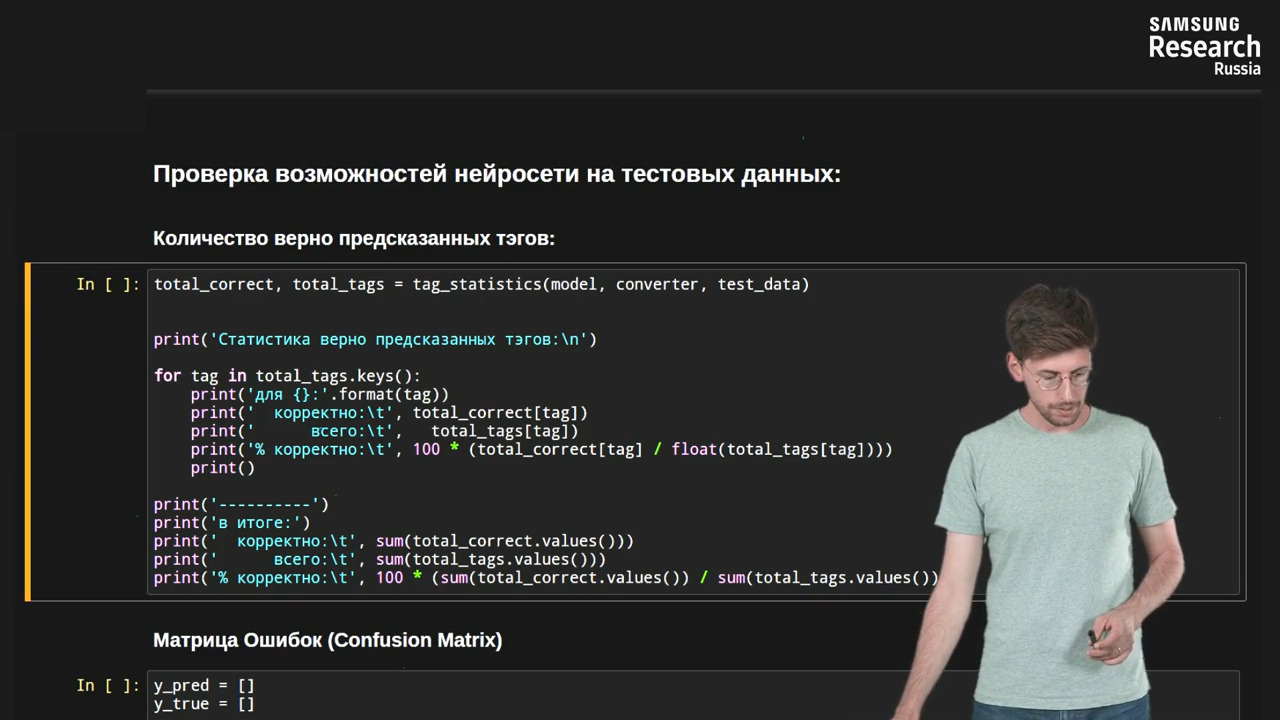 SAMSUNG
Research
Russia
Проверка возможностей нейросети на тестовых данных:
Количество верно предсказанных тэгов:
In [ ]:
total_correct, total_tags = tag_statistics(model, converter, test_data)
print('Статистика верно предсказанных тэгов:\n')
for tag in total_tags.keys():
    print('для {}:'.format(tag))
    print('  корректно:\t', total_correct[tag])
    print('      всего:\t',   total_tags[tag])
    print('% корректно:\t', 100 * (total_correct[tag] / float(total_tags[tag])))
    print()
print('----------')
print('в итоге:')
print('  корректно:\t', sum(total_correct.values()))
print('      всего:\t', sum(total_tags.values()))
print('% корректно:\t', 100 * (sum(total_correct.values()) / sum(total_tags.values())
Матрица Ошибок (Confusion Matrix)
In [ ]:
y_pred = []
y_true = []